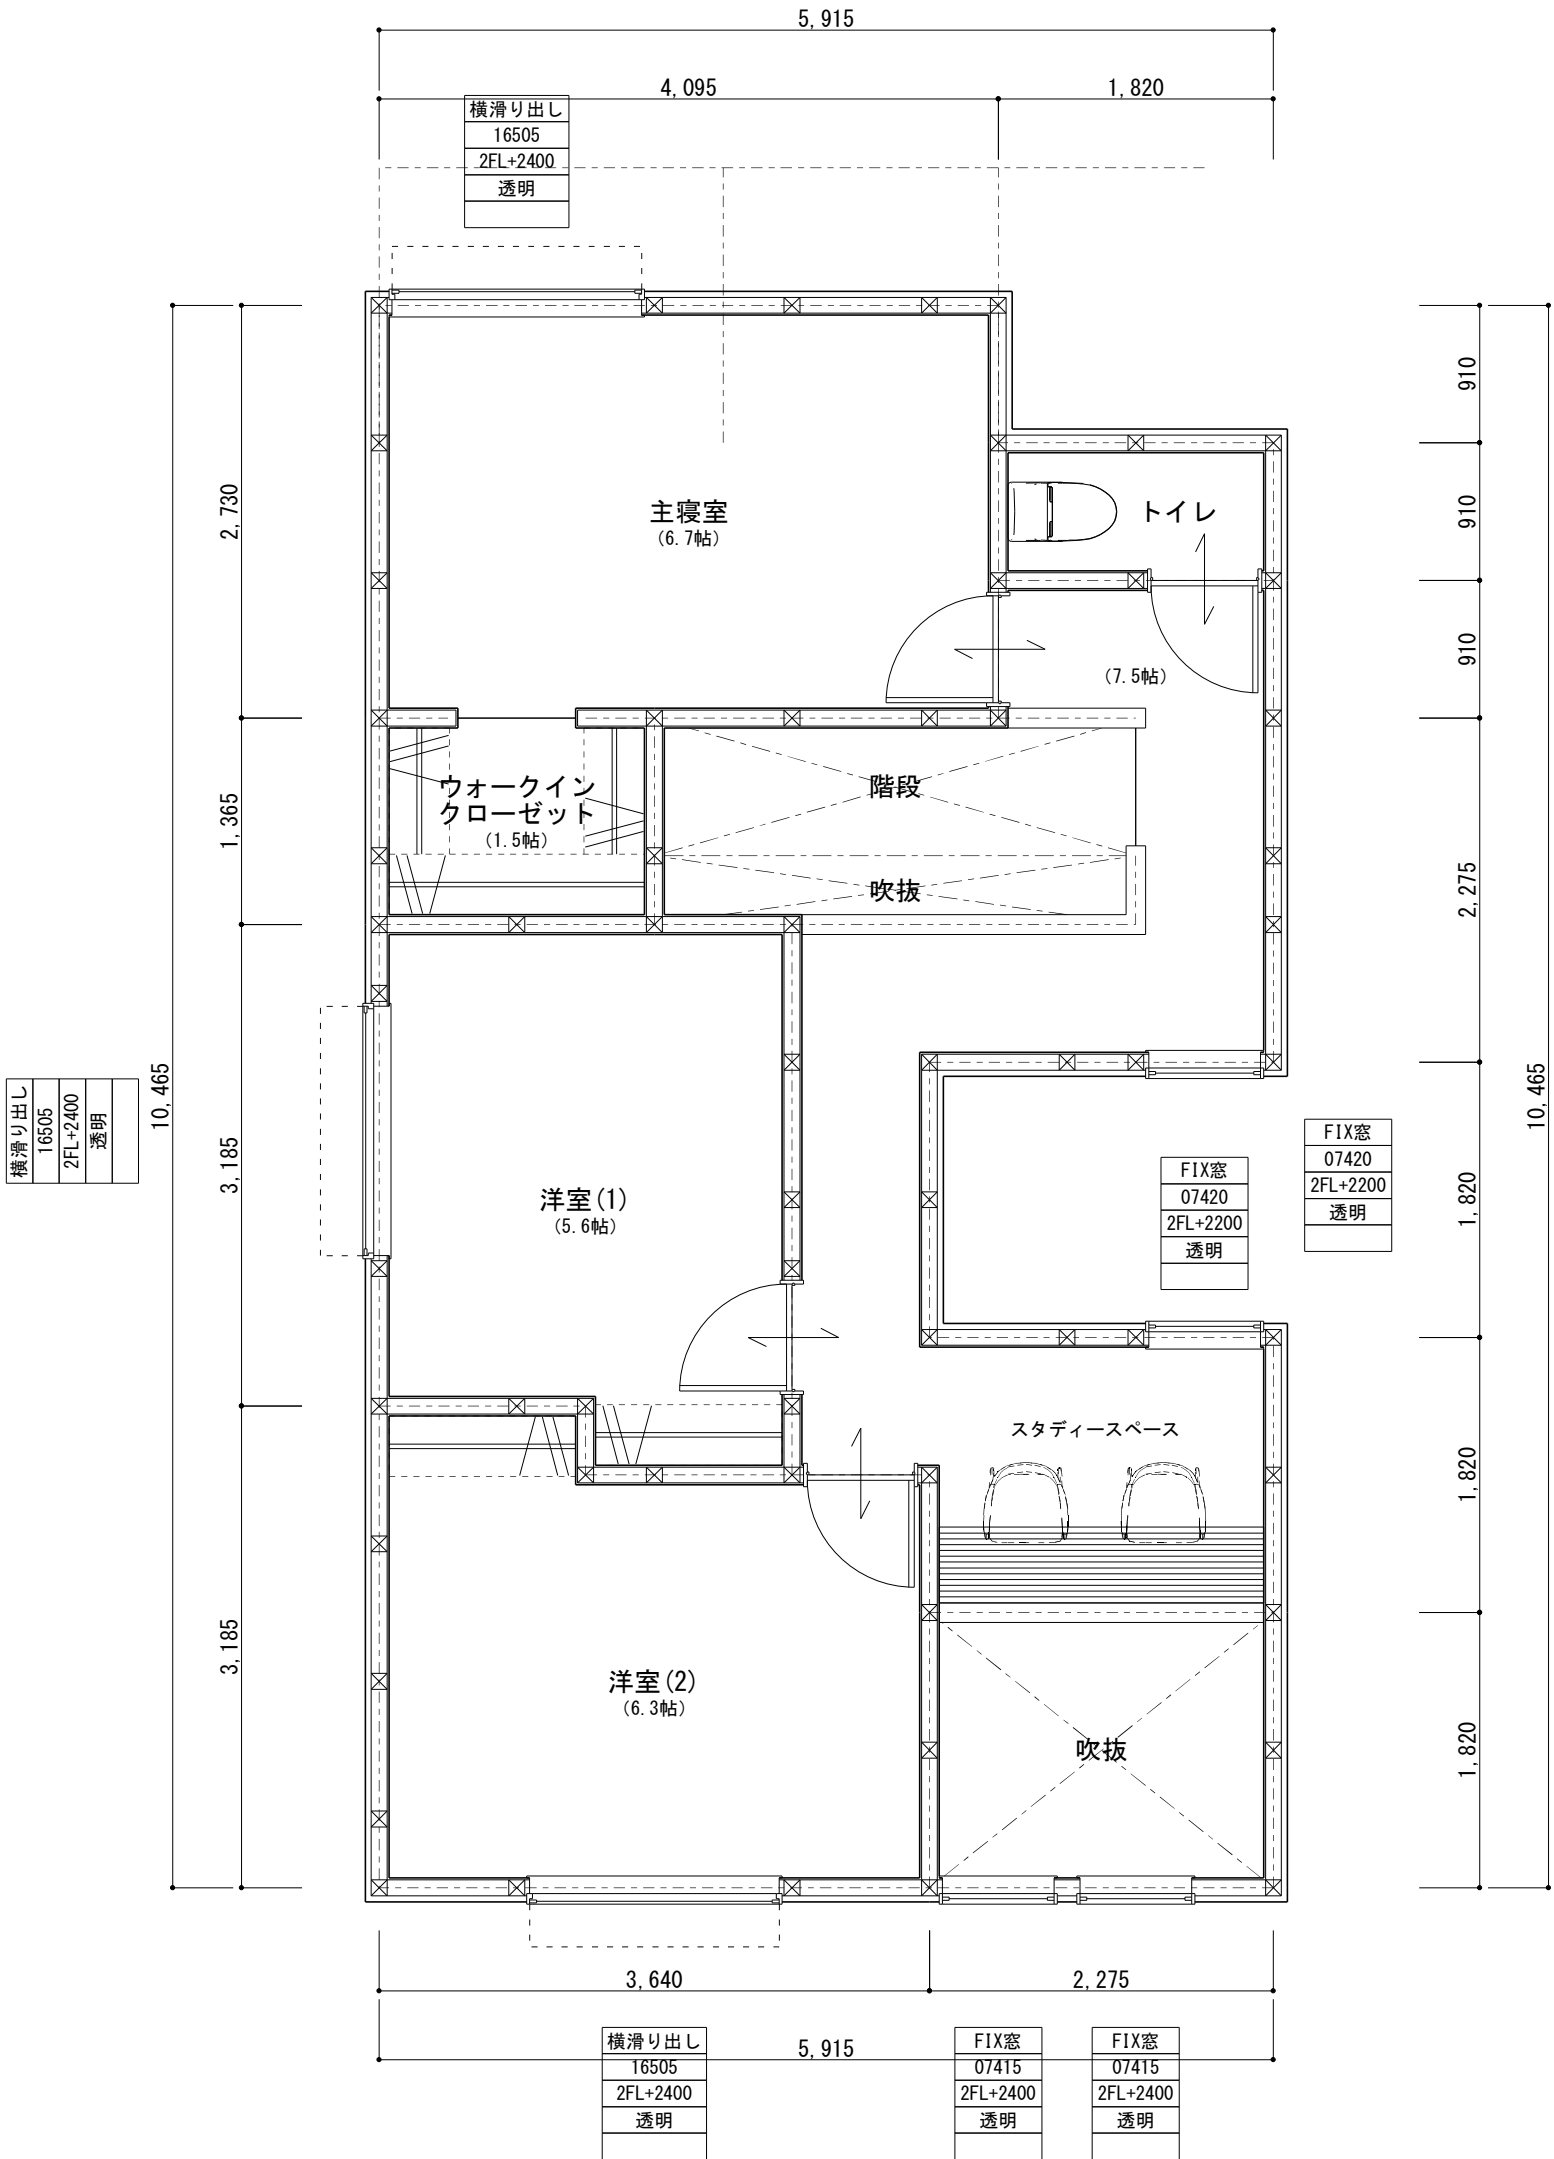 5,915
4,095
1,820
横滑り出し
16505
2FL+2400
透明
910
910
910
2,275
1,820
1,820
1,820
10,465
2,730
1,365
3,185
3,185
10,465
主寝室
(6.7帖)
トイレ
(7.5帖)
ウォークイン
クローゼット
(1.5帖)
階段
吹抜
横滑り出し
16505
2FL+2400
透明
洋室(1)
(5.6帖)
FIX窓
07420
2FL+2200
透明
FIX窓
07420
2FL+2200
透明
スタディースペース
洋室(2)
(6.3帖)
吹抜
3,640
2,275
5,915
横滑り出し
16505
2FL+2400
透明
FIX窓
07415
2FL+2400
透明
FIX窓
07415
2FL+2400
透明